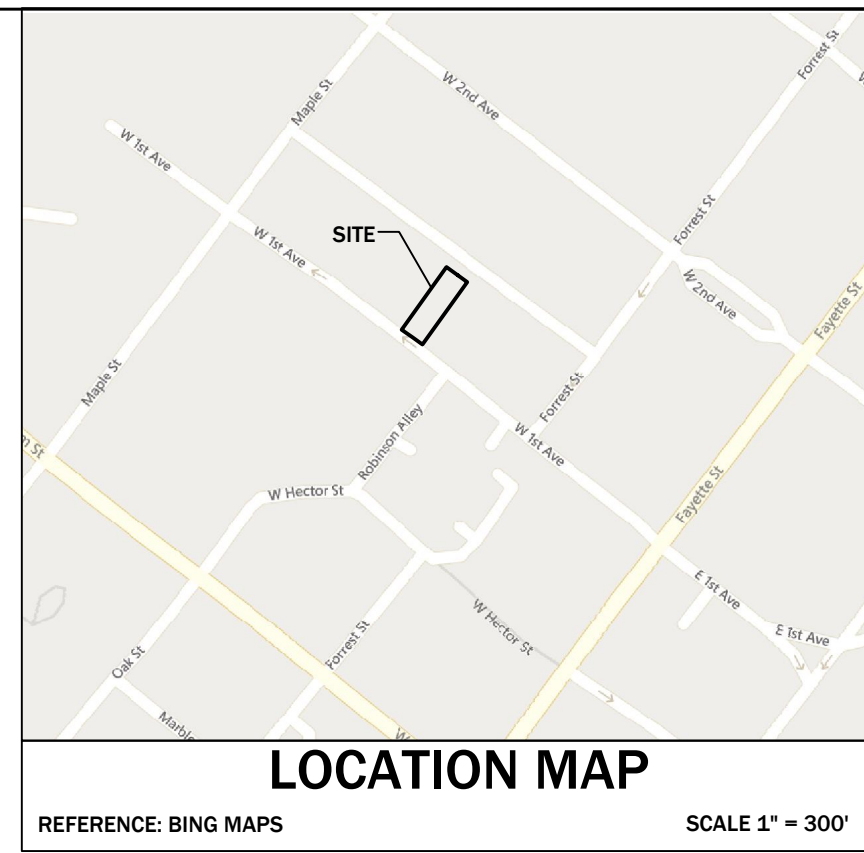 Forrest St
Maple St
W 2nd Ave
W 1st Ave
Forrest St
SITE
W 1st Ave
W 2nd Ave
Fayette St
Maple St
Forrest St
Robinson Alley
W 1st Ave
m St
W Hector St
Fayette St
E 1st Ave
W Hector St
E 1st Ave
Forrest St
Oak St
Marble
LOCATION MAP
REFERENCE: BING MAPS
SCALE 1" = 300'